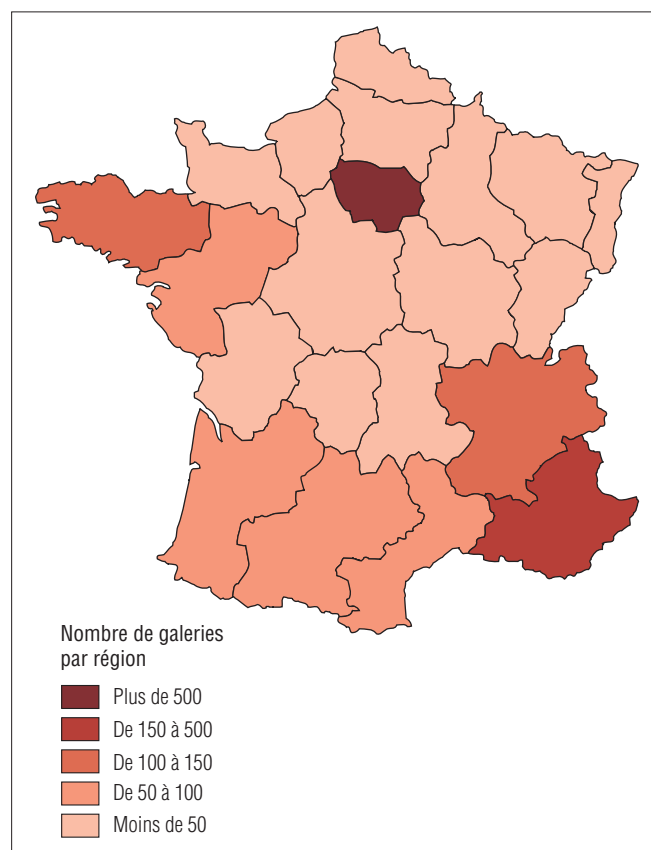 Nombre de galeries
par région
Plus de 500
De 150 à 500
De 100 à 150
De 50 à 100
Moins de 50